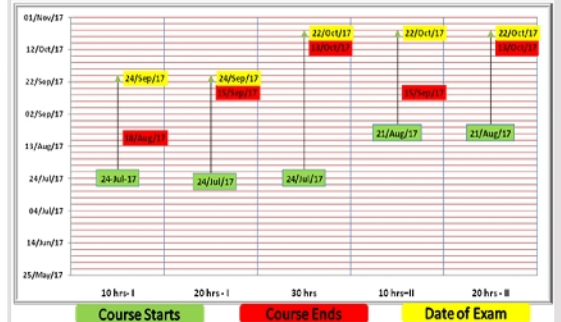 01/Nov/17
22/Oct/17 22/Oct/17 22/Oct/17
12/Oct/17 13/Oct/17 13/Oct/17
24/Sep/17 24/Sep/17
22/Sep/17
15/Sep/17 15/Sep/17
02/Sep/17
21/Aug/17 21/Aug/17
18/Aug/17
13/Aug/17
24/Jul/17 24-Jul-17 24/Jul/17 24/Jul/17
04/Jul/17
14/Jun/17
25/May/17
10 hrs- I 20 hrs - I 30 hrs 10 hrs=II 20 hrs - II
Course Starts Course Ends Date of Exam